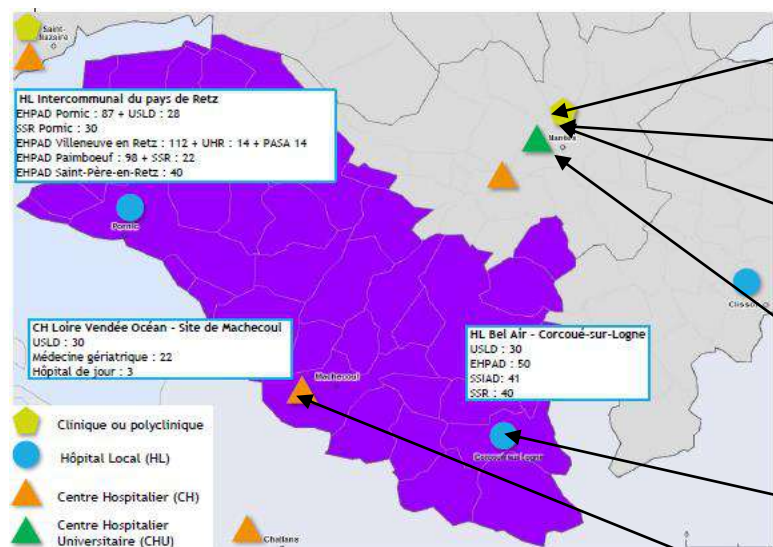 Saint-
Nazaire
HL Intercommunal du pays de Retz
EHPAD Pornic : 87 + USLD : 28
SSR Pornic : 30
EHPAD Villeneuve en Retz : 112 + UHR : 14 + PASA 14
EHPAD Paimboeuf : 98 + SSR : 22
EHPAD Saint-Père-en-Retz : 40
Nantes
Pornic
Clisson
CH Loire Vendée Océan - Site de Machecoul
USLD : 30
Médecine gériatrique : 22
Hôpital de jour : 3
HL Bel Air - Corcoué-sur-Logne
USLD : 30
EHPAD : 50
SSIAD: 41
SSR : 40
Machecoul
Corcoué-sur-Logne
Clinique ou polyclinique
Hôpital Local (HL)
Centre Hospitalier (CH)
Centre Hospitalier
Universitaire (CHU)
Challans